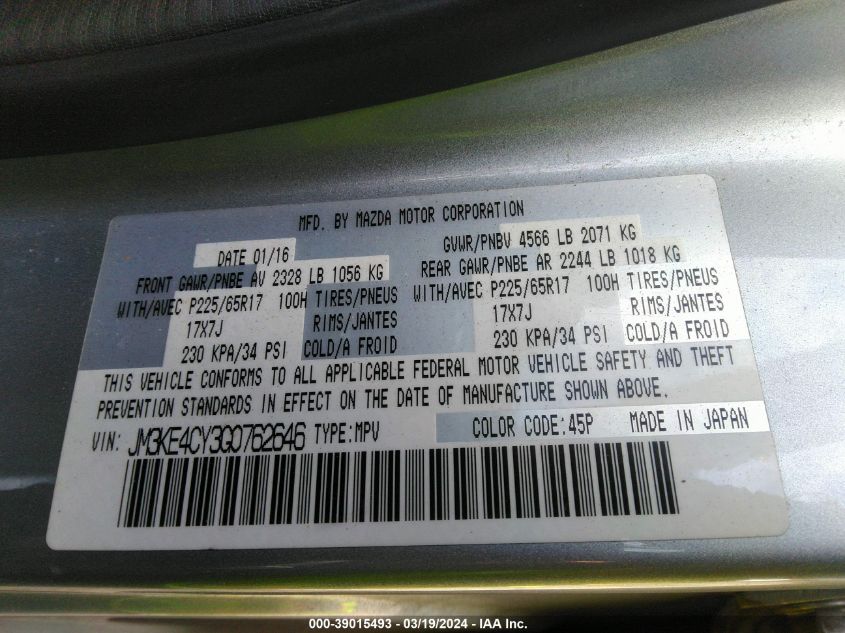 MFD. BY MAZDA MOTOR CORPORATION
DATE 01/16 GVWR/PNBV 4566 LB 2071 KG
FRONT GAWR/PNBE AV 2328 LB 1056 KG REAR GAWR/PNBE AR 2244 LB 1018 KG
WITH/AVEC P225/65R17 100H TIRES/PNEUS WITH/AVEC P225/65R17 100H TIRES/PNEUS
17X7J RIMS/JANTES 17X7J RIMS/JANTES
230 KPA/34 PSI COLD/A FROID 230 KPA/34 PSI COLD/A FROID
THIS VEHICLE CONFORMS TO ALL APPLICABLE FEDERAL MOTOR VEHICLE SAFETY AND THEFT
PREVENTION STANDARDS IN EFFECT ON THE DATE OF MANUFACTURE SHOWN ABOVE.
VIN: JM3KE4CY3G0762646 TYPE:MPV COLOR CODE:45P MADE IN JAPAN
000-39015493 - 03/19/2024 - IAA Inc.